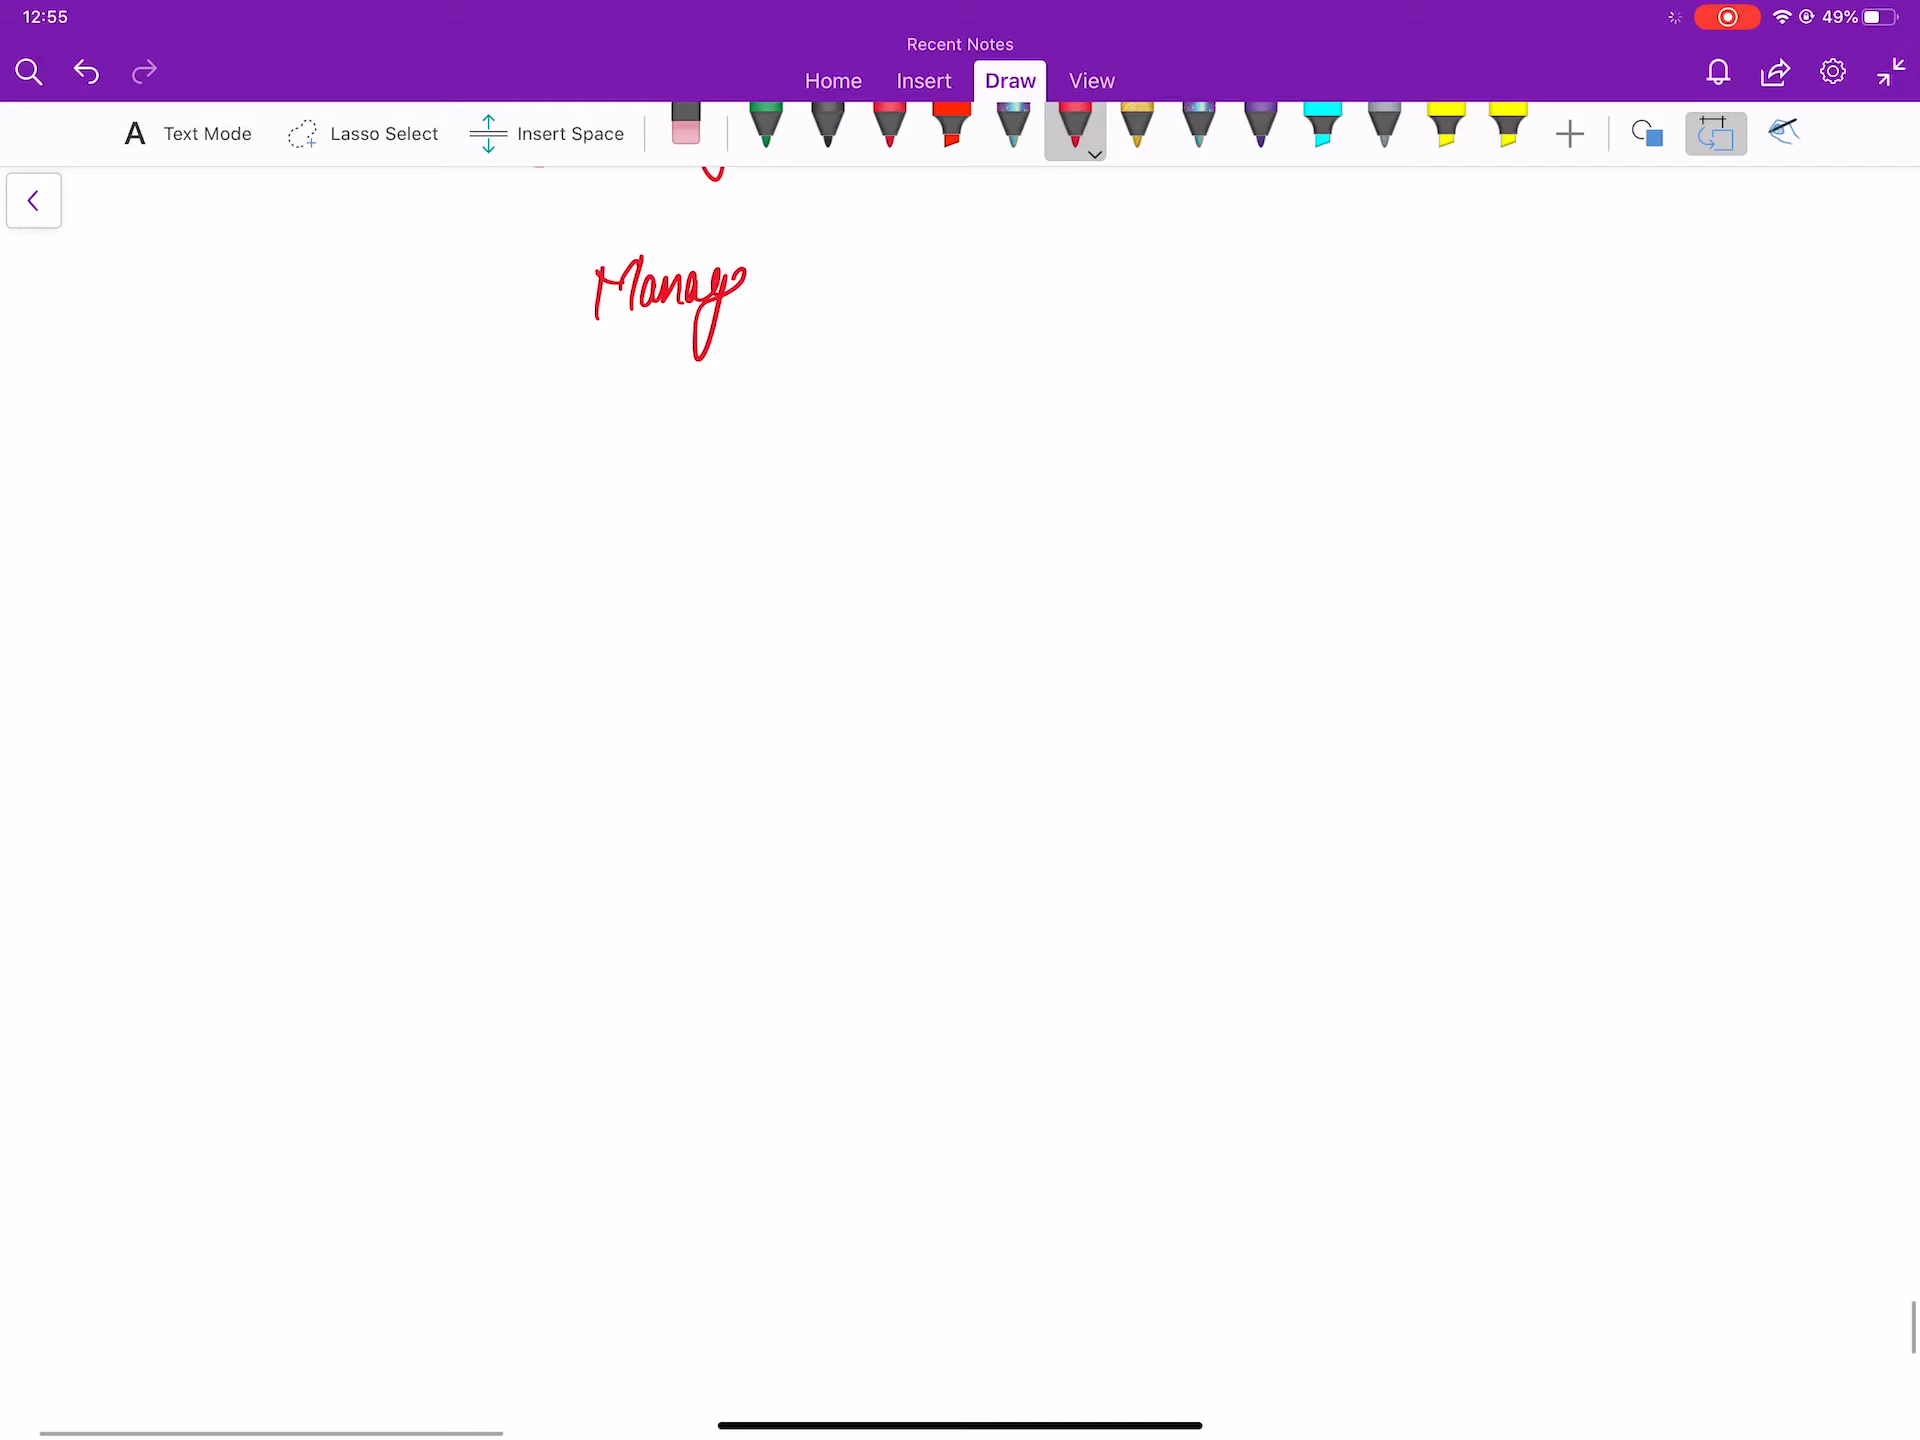 12:55
49%
Recent Notes
Home Insert Draw View
A Text Mode Lasso Select Insert Space
Manage